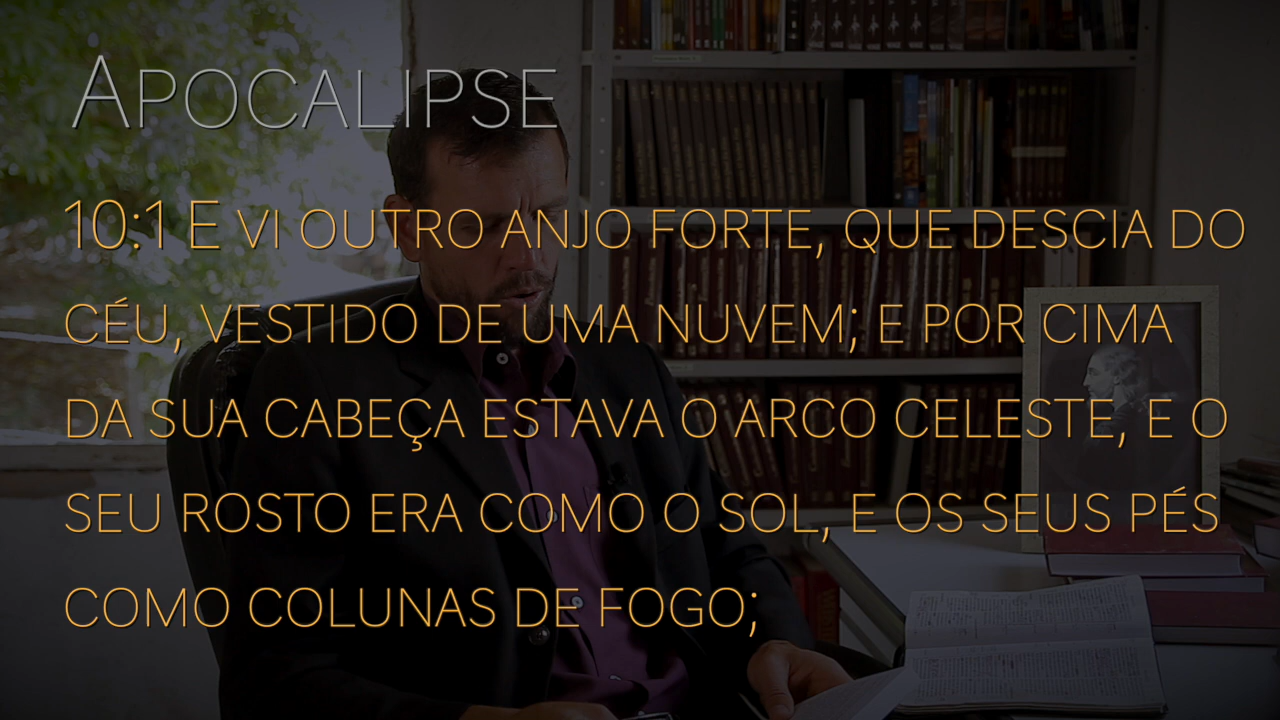 APOCALIPSE
10:1 E VI OUTRO ANJO FORTE, QUE DESCIA DO
CÉU, VESTIDO DE UMA NUVEM; E POR CIMA
DA SUA CABEÇA ESTAVA O ARCO CELESTE, E O
SEU ROSTO ERA COMO O SOL, E OS SEUS PÉS
COMO COLUNAS DE FOGO;